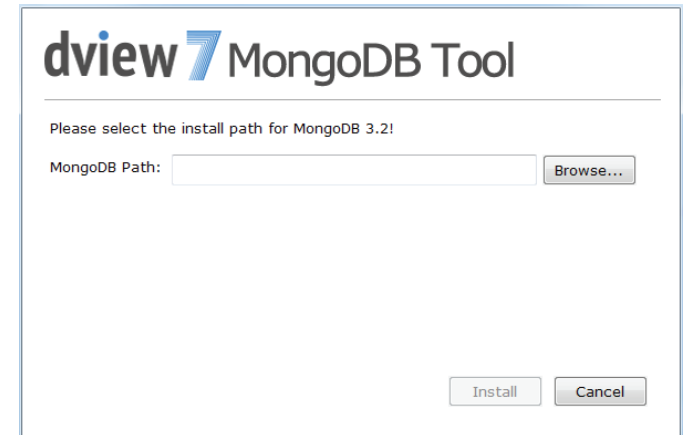 dview 7 MongoDB Tool
Please select the install path for MongoDB 3.2!
MongoDB Path: Browse...
Install Cancel